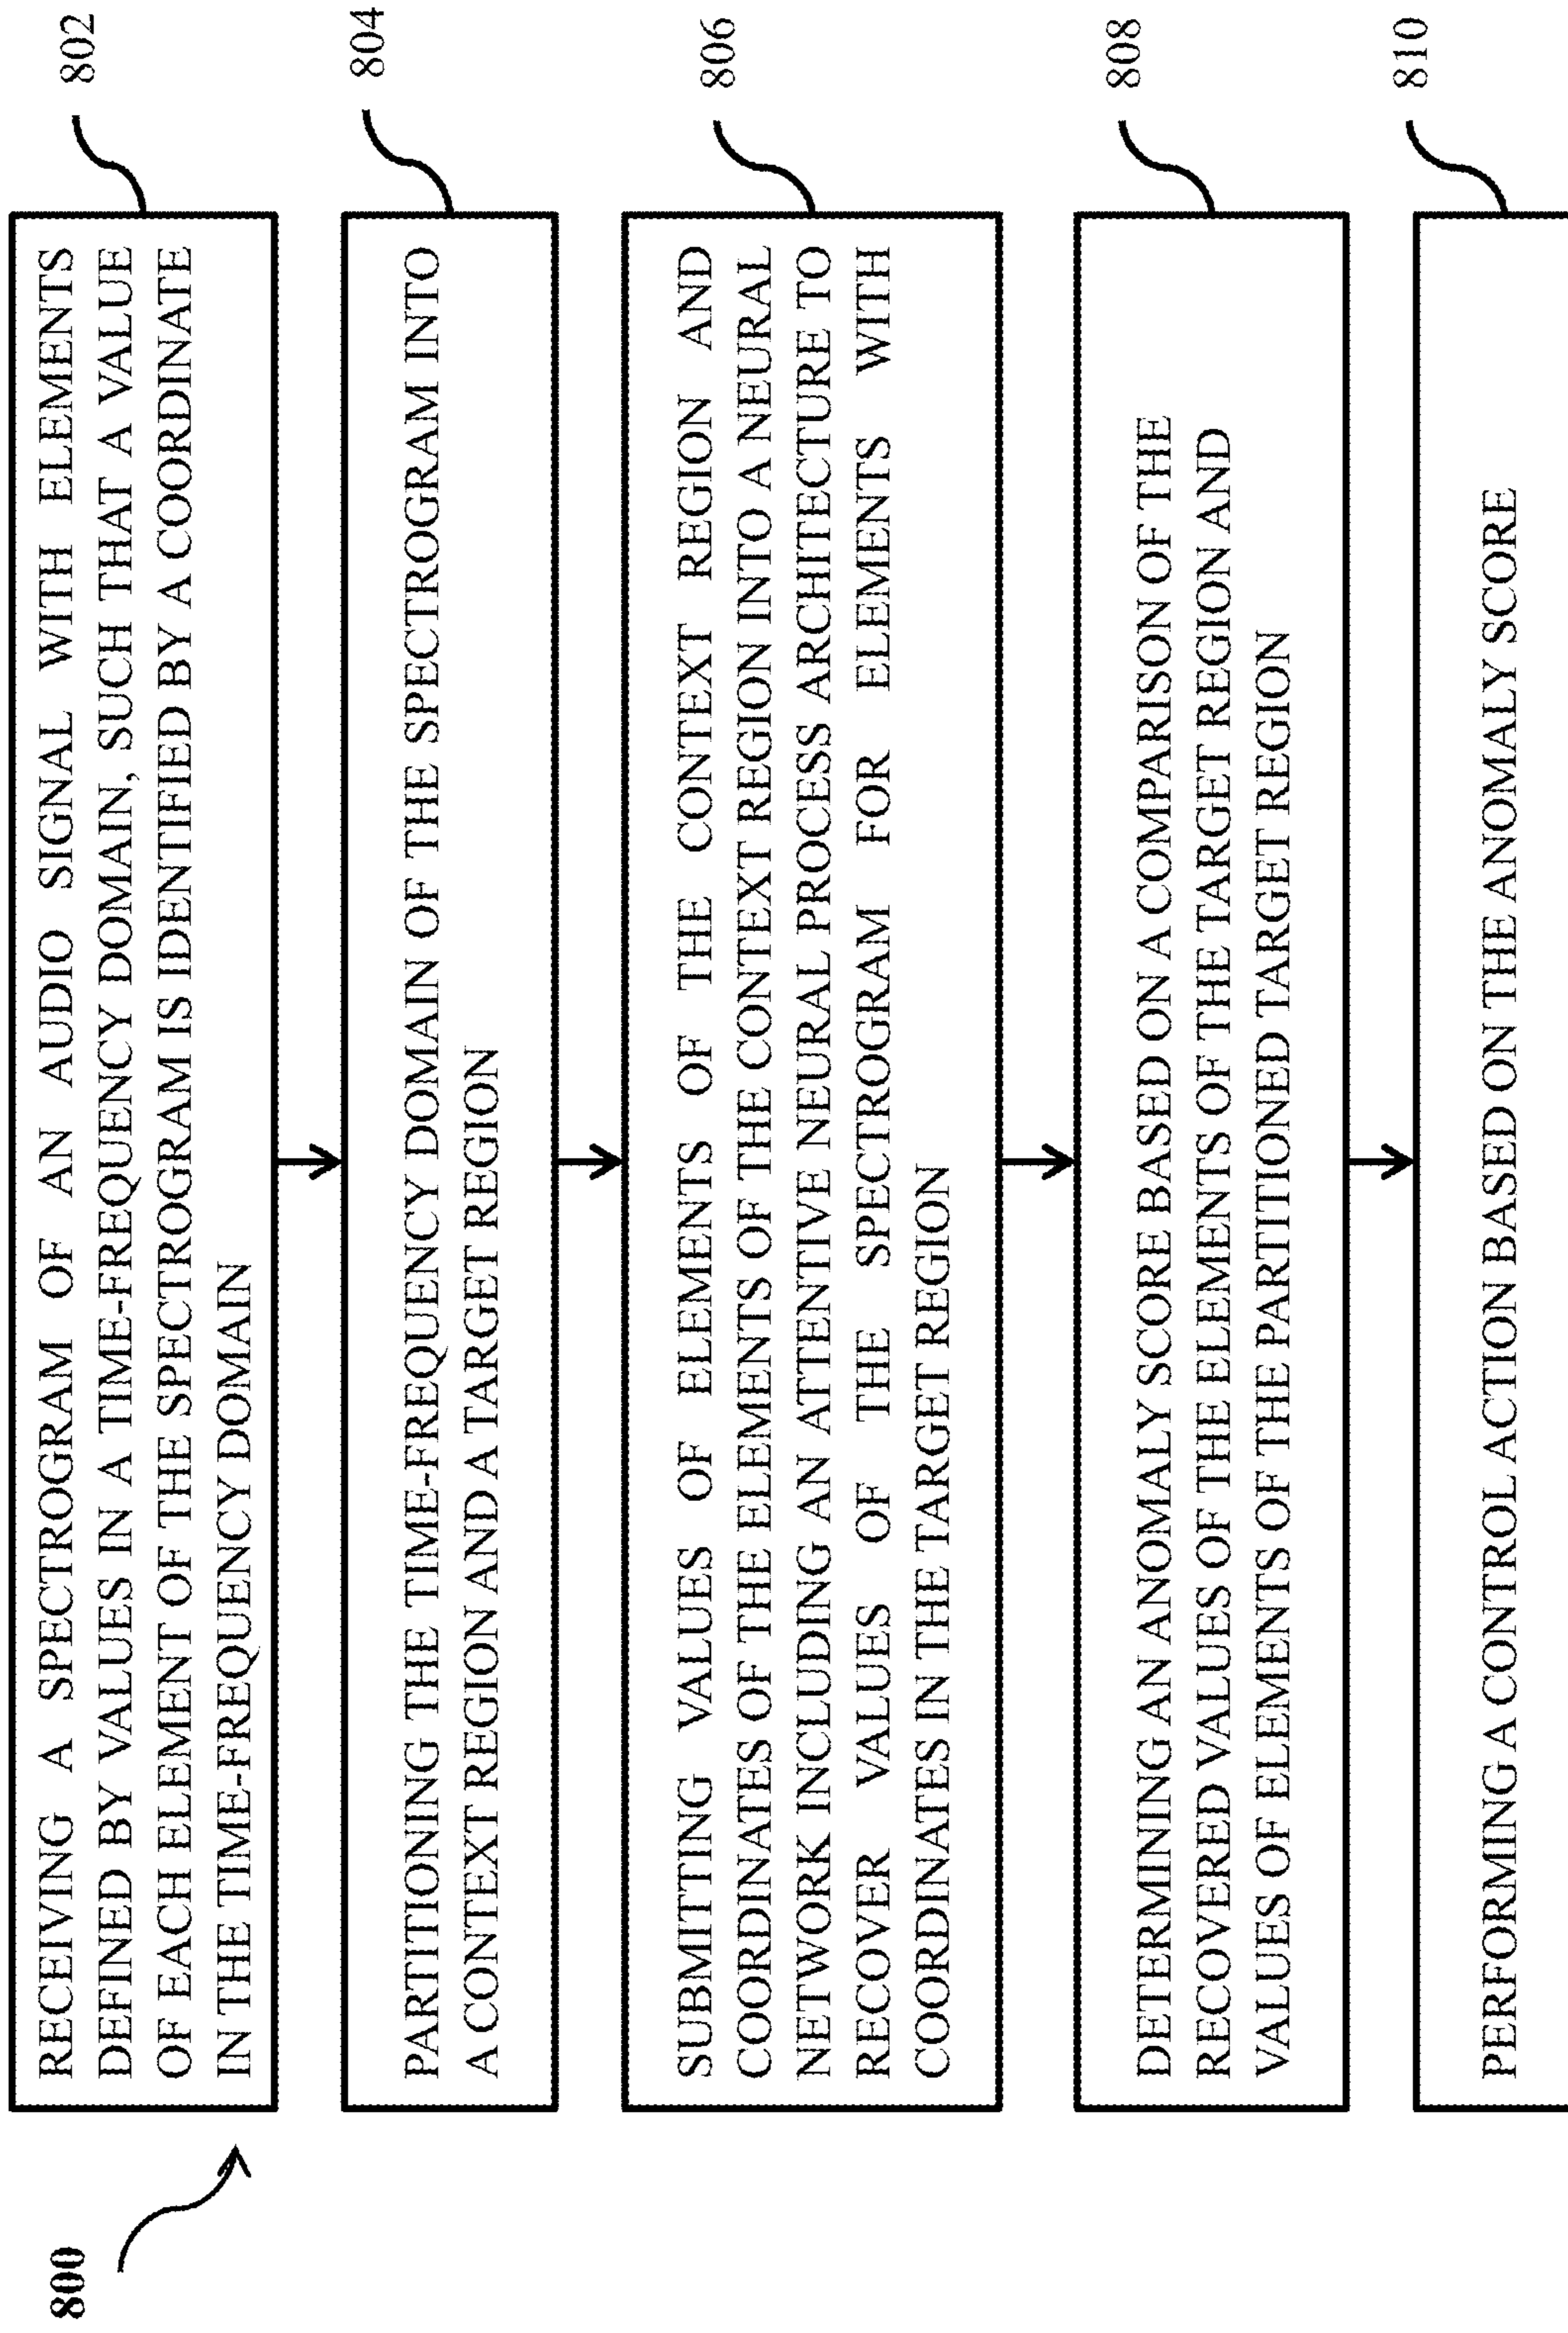 800
RECEIVING A SPECTROGRAM OF AN AUDIO SIGNAL WITH ELEMENTS
DEFINED BY VALUES IN A TIME-FREQUENCY DOMAIN, SUCH THAT A VALUE
OF EACH ELEMENT OF THE SPECTROGRAM IS IDENTIFIED BY A COORDINATE
IN THE TIME-FREQUENCY DOMAIN
802
PARTITIONING THE TIME-FREQUENCY DOMAIN OF THE SPECTROGRAM INTO
A CONTEXT REGION AND A TARGET REGION
804
SUBMITTING VALUES OF ELEMENTS OF THE CONTEXT REGION AND
COORDINATES OF THE ELEMENTS OF THE CONTEXT REGION INTO A NEURAL
NETWORK INCLUDING AN ATTENTIVE NEURAL PROCESS ARCHITECTURE TO
RECOVER VALUES OF THE SPECTROGRAM FOR ELEMENTS WITH
COORDINATES IN THE TARGET REGION
806
DETERMINING AN ANOMALY SCORE BASED ON A COMPARISON OF THE
RECOVERED VALUES OF THE ELEMENTS OF THE TARGET REGION AND
VALUES OF ELEMENTS OF THE PARTITIONED TARGET REGION
808
PERFORMING A CONTROL ACTION BASED ON THE ANOMALY SCORE
810